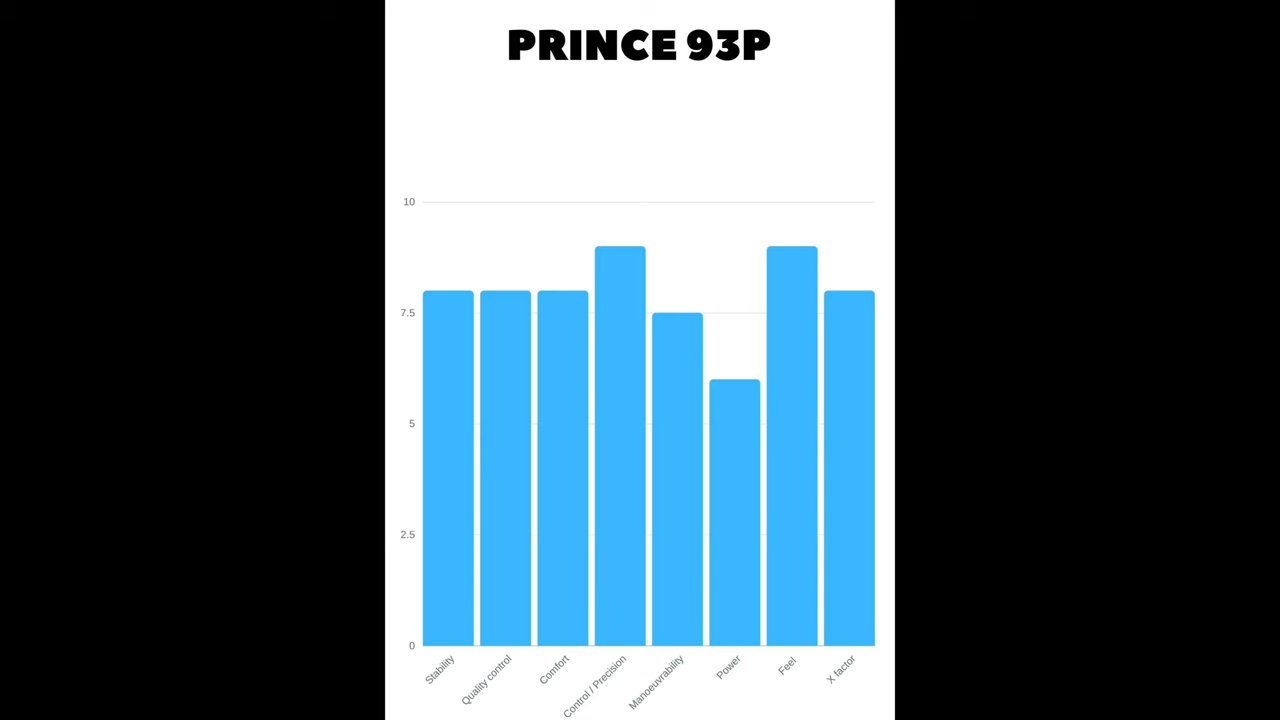 PRINCE 93P
10
7.5
5
2.5
0
Stability
Quality control
Comfort
Control / Precision
Manoeuvrability
Power
Feel
X factor